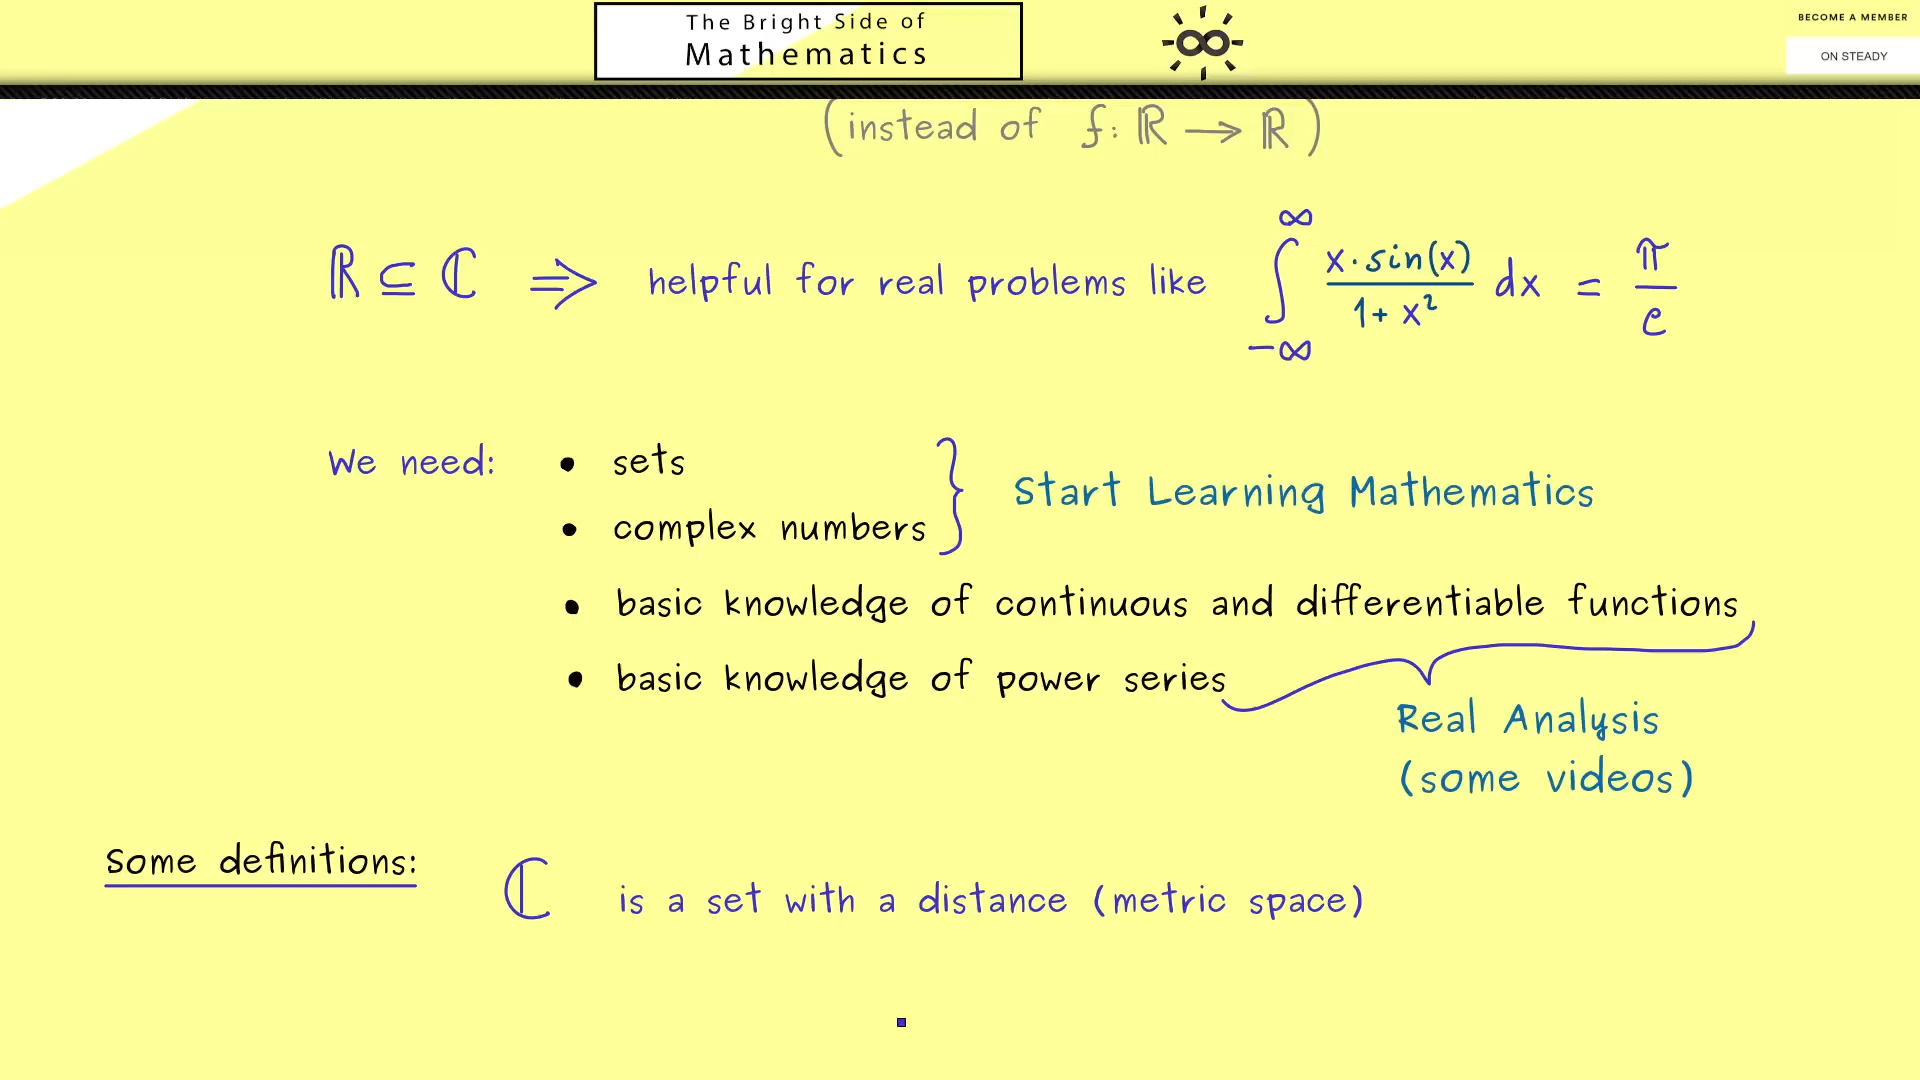 The Bright Side of
Mathematics
BECOME A MEMBER
ON STEADY
(instead of f: ℝ ⟶ ℝ)
ℝ ⊆ ℂ ⇒ helpful for real problems like ∫_{-∞}^{∞} \frac{x·sin(x)}{1+x²} dx = \frac{π}{e}
We need: • sets
• complex numbers
} Start Learning Mathematics
• basic knowledge of continuous and differentiable functions
• basic knowledge of power series
Real Analysis
(some videos)
Some definitions: ℂ is a set with a distance (metric space)